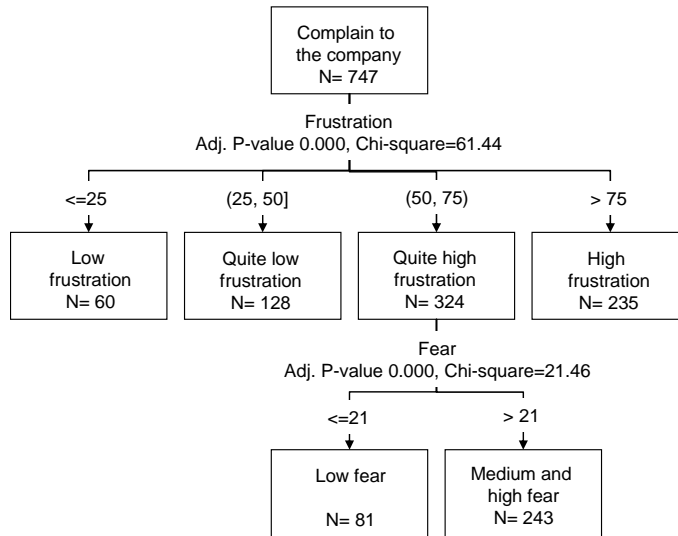 Complain to
the company
N= 747
Frustration
Adj. P-value 0.000, Chi-square=61.44
<=25
(25, 50]
(50, 75)
> 75
Low
frustration
N= 60
Quite low
frustration
N= 128
Quite high
frustration
N= 324
High
frustration
N= 235
Fear
Adj. P-value 0.000, Chi-square=21.46
<=21
> 21
Low fear
N= 81
Medium and
high fear
N= 243